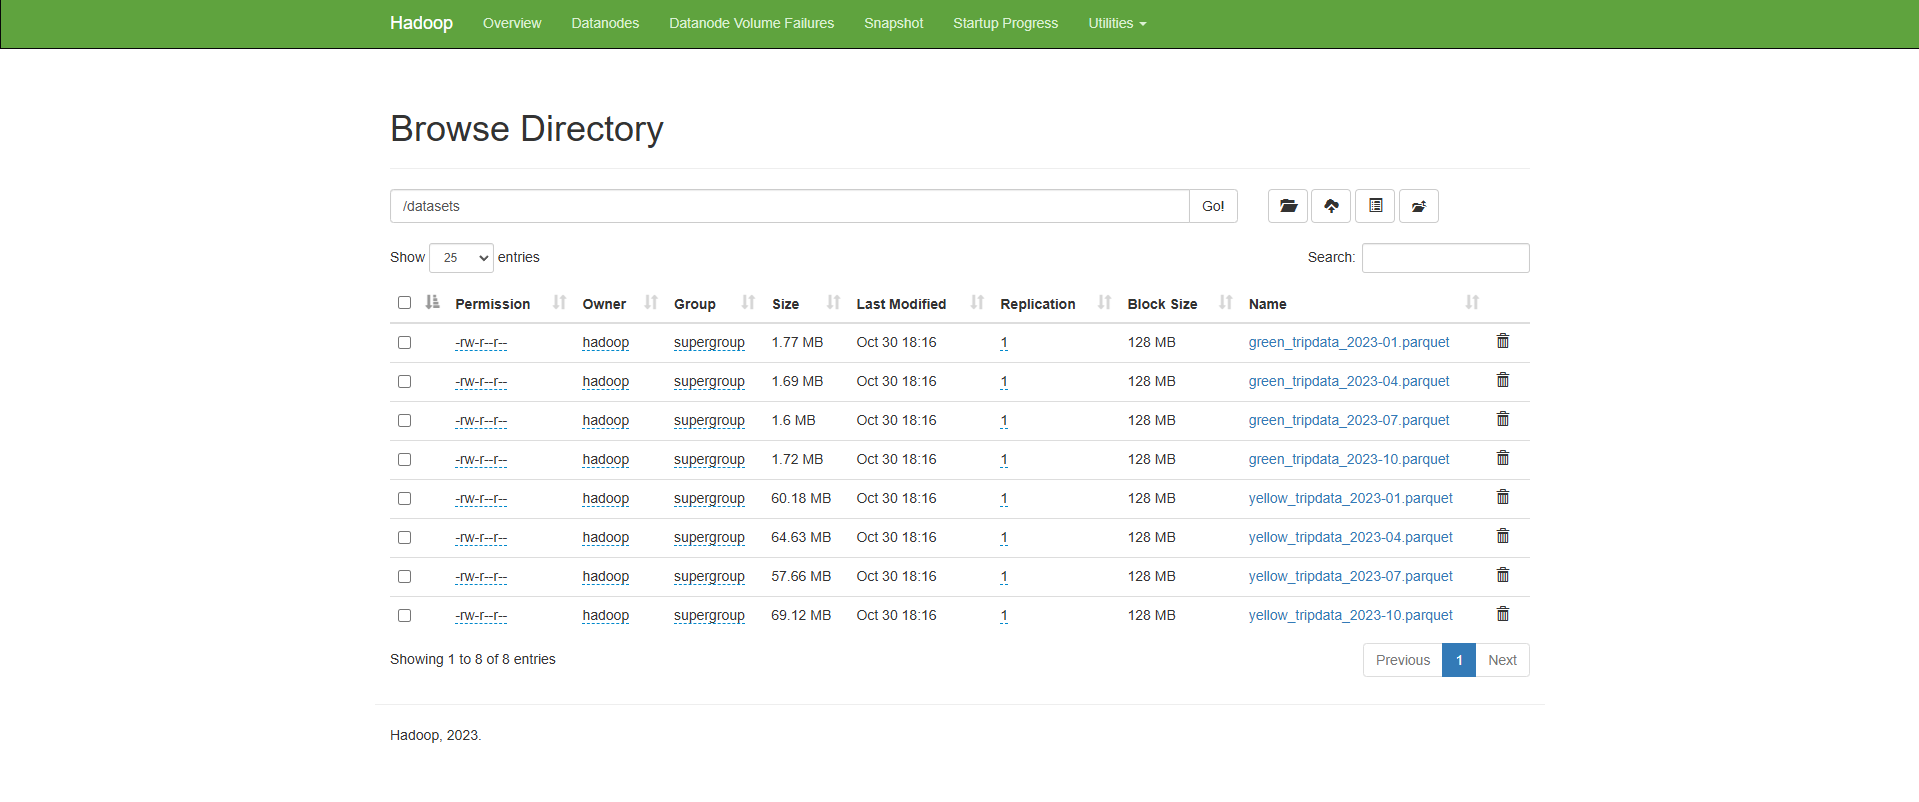 Hadoop Overview Datanodes Datanode Volume Failures Snapshot Startup Progress Utilities
Browse Directory
/datasets Go!
Show 25 entries Search:
Permission Owner Group Size Last Modified Replication Block Size Name
-rw-r--r-- hadoop supergroup 1.77 MB Oct 30 18:16 1 128 MB green_tripdata_2023-01.parquet
-rw-r--r-- hadoop supergroup 1.69 MB Oct 30 18:16 1 128 MB green_tripdata_2023-04.parquet
-rw-r--r-- hadoop supergroup 1.6 MB Oct 30 18:16 1 128 MB green_tripdata_2023-07.parquet
-rw-r--r-- hadoop supergroup 1.72 MB Oct 30 18:16 1 128 MB green_tripdata_2023-10.parquet
-rw-r--r-- hadoop supergroup 60.18 MB Oct 30 18:16 1 128 MB yellow_tripdata_2023-01.parquet
-rw-r--r-- hadoop supergroup 64.63 MB Oct 30 18:16 1 128 MB yellow_tripdata_2023-04.parquet
-rw-r--r-- hadoop supergroup 57.66 MB Oct 30 18:16 1 128 MB yellow_tripdata_2023-07.parquet
-rw-r--r-- hadoop supergroup 69.12 MB Oct 30 18:16 1 128 MB yellow_tripdata_2023-10.parquet
Showing 1 to 8 of 8 entries Previous 1 Next
Hadoop, 2023.